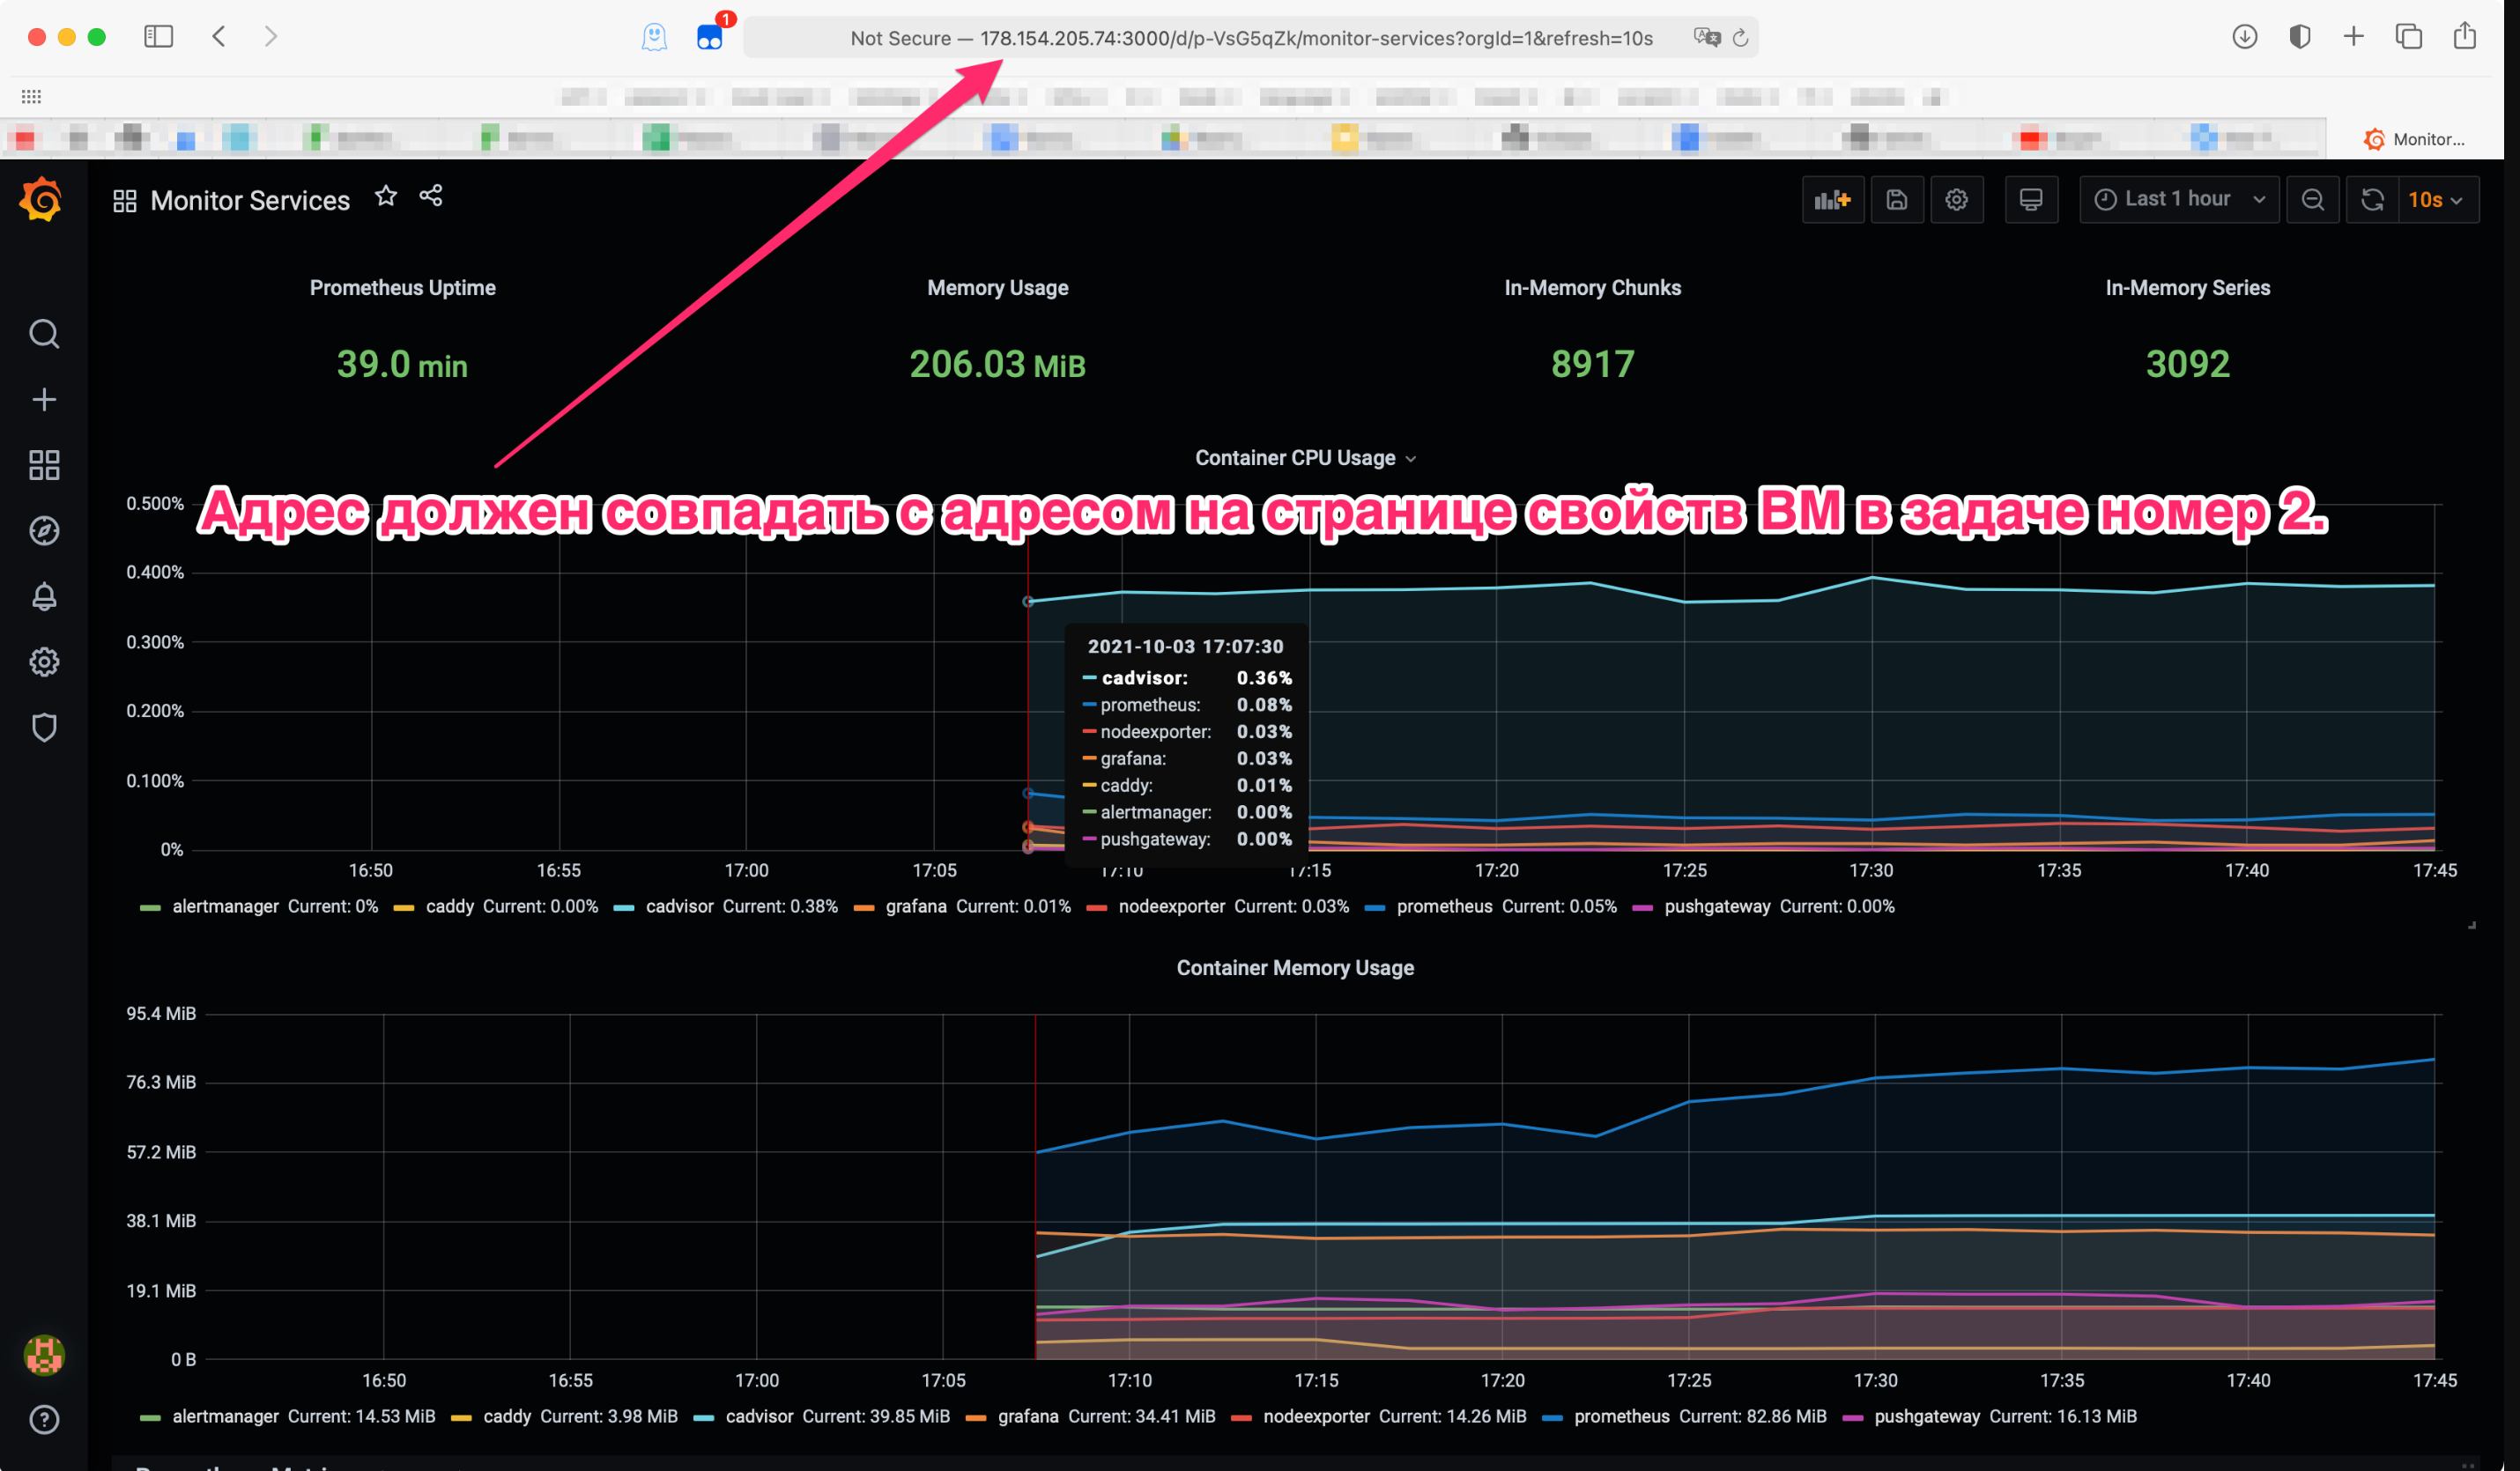 1
Not Secure — 178.154.205.74:3000/d/p-VsG5qZk/monitor-services?orgId=1&refresh=10s
Monitor...
Monitor Services
Last 1 hour
10s
Prometheus Uptime
Memory Usage
In-Memory Chunks
In-Memory Series
39.0 min
206.03 MiB
8917
3092
Container CPU Usage
Адрес должен совпадать с адресом на странице свойств ВМ в задаче номер 2.
0.500%
0.400%
0.300%
0.200%
0.100%
0%
2021-10-03 17:07:30
cadvisor: 0.36%
prometheus: 0.08%
nodeexporter: 0.03%
grafana: 0.03%
caddy: 0.01%
alertmanager: 0.00%
pushgateway: 0.00%
16:50 16:55 17:00 17:05 17:10 17:15 17:20 17:25 17:30 17:35 17:40 17:45
alertmanager Current: 0% caddy Current: 0.00% cadvisor Current: 0.38% grafana Current: 0.01% nodeexporter Current: 0.03% prometheus Current: 0.05% pushgateway Current: 0.00%
Container Memory Usage
95.4 MiB
76.3 MiB
57.2 MiB
38.1 MiB
19.1 MiB
0 B
16:50 16:55 17:00 17:05 17:10 17:15 17:20 17:25 17:30 17:35 17:40 17:45
alertmanager Current: 14.53 MiB caddy Current: 3.98 MiB cadvisor Current: 39.85 MiB grafana Current: 34.41 MiB nodeexporter Current: 14.26 MiB prometheus Current: 82.86 MiB pushgateway Current: 16.13 MiB